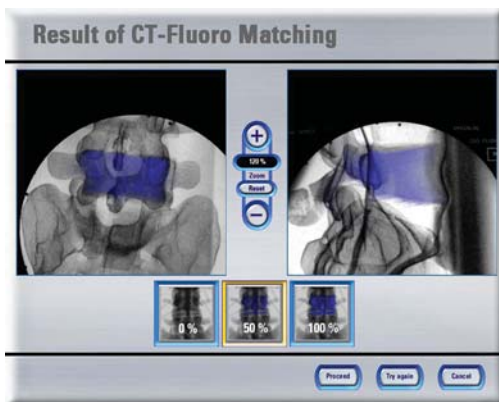 Result of CT-Fluoro Matching
120 %
Zoom
Reset
0 %
50 %
100 %
Proceed
Try again
Cancel